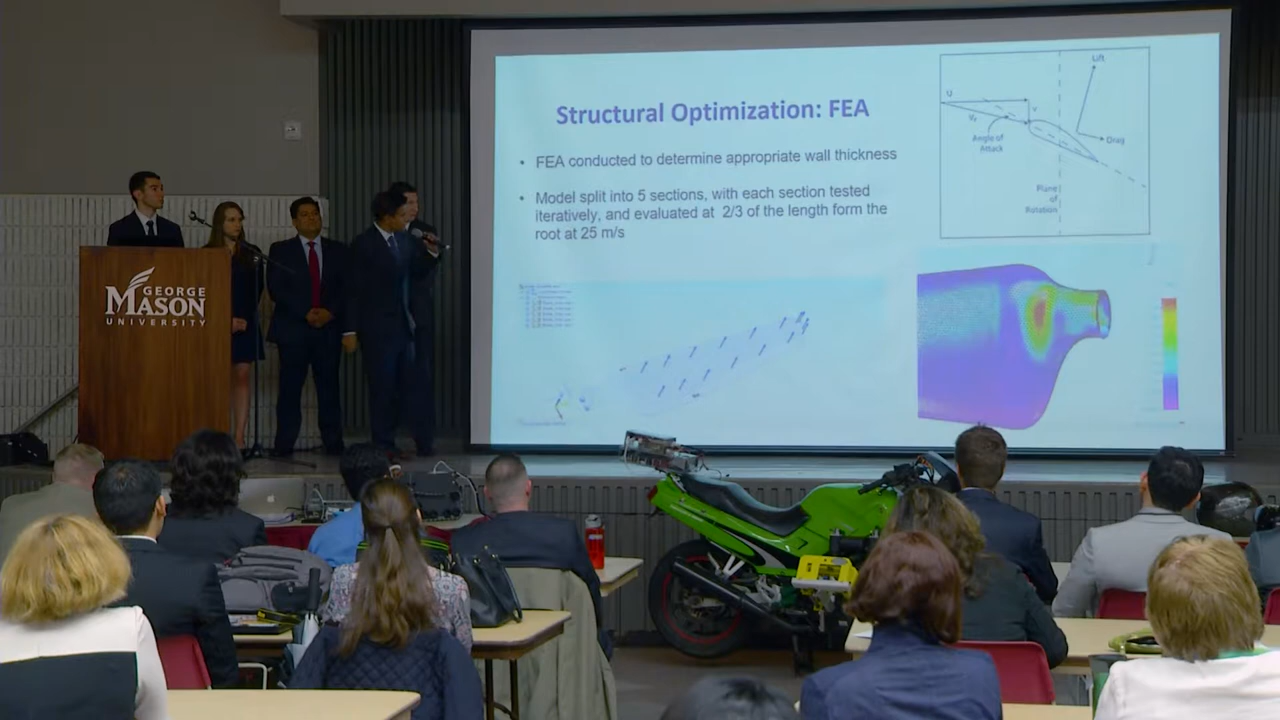 Structural Optimization: FEA
• FEA conducted to determine appropriate wall thickness
• Model split into 5 sections, with each section tested
iteratively, and evaluated at 2/3 of the length form the
root at 25 m/s
Lift
U
V
Angle of
Attack
Drag
Plane
of
Rotation
GEORGE
MASON
UNIVERSITY